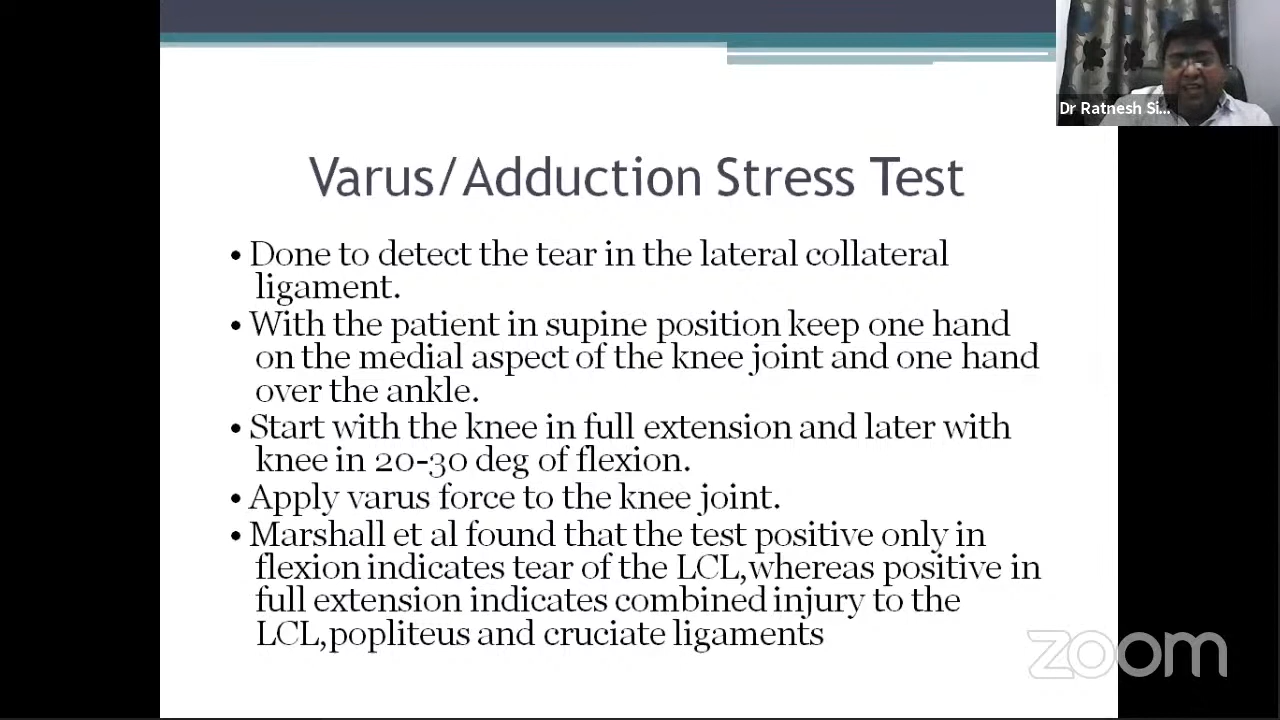 Dr Ratnesh Si...
Varus/Adduction Stress Test
• Done to detect the tear in the lateral collateral
ligament.
• With the patient in supine position keep one hand
on the medial aspect of the knee joint and one hand
over the ankle.
• Start with the knee in full extension and later with
knee in 20-30 deg of flexion.
• Apply varus force to the knee joint.
• Marshall et al found that the test positive only in
flexion indicates tear of the LCL,whereas positive in
full extension indicates combined injury to the
LCL,popliteus and cruciate ligaments
zoom